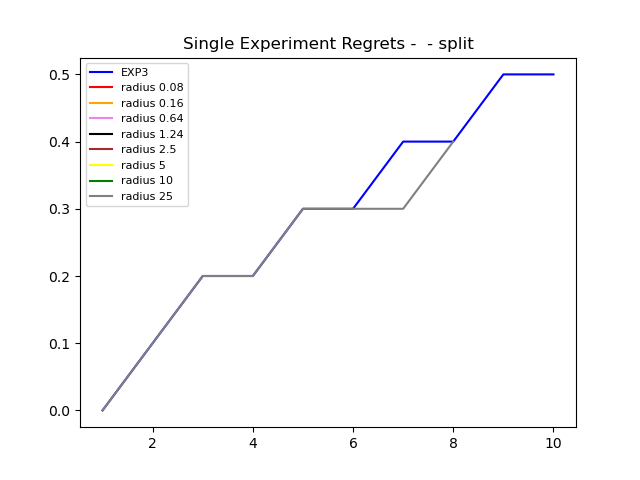 Single Experiment Regrets -  - split
EXP3
radius 0.08
radius 0.16
radius 0.64
radius 1.24
radius 2.5
radius 5
radius 10
radius 25
0.5
0.4
0.3
0.2
0.1
0.0
2
4
6
8
10